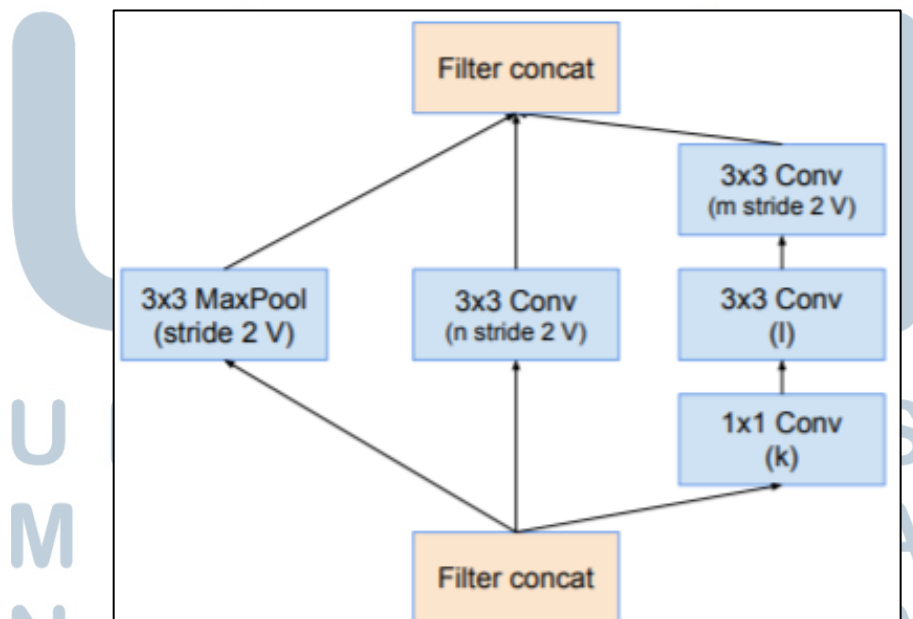 Filter concat
3x3 Conv
(m stride 2 V)
3x3 MaxPool
(stride 2 V)
3x3 Conv
(n stride 2 V)
3x3 Conv
(l)
1x1 Conv
(k)
Filter concat
U
U
S
M